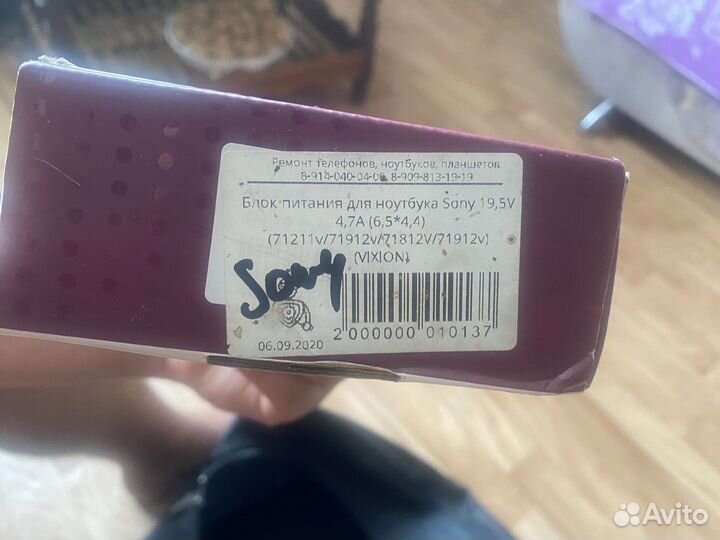 Ремонт телефонов, ноутбуков, планшетов
8-914-040-04-06, 8-909-813-19-19
Блок питания для ноутбука Sony 19,5V
4,7A (6,5*4,4)
(71211v/71912v/71812V/71912v)
(VIXION)
Sony
06.09.2020
2 000000 010137
Avito